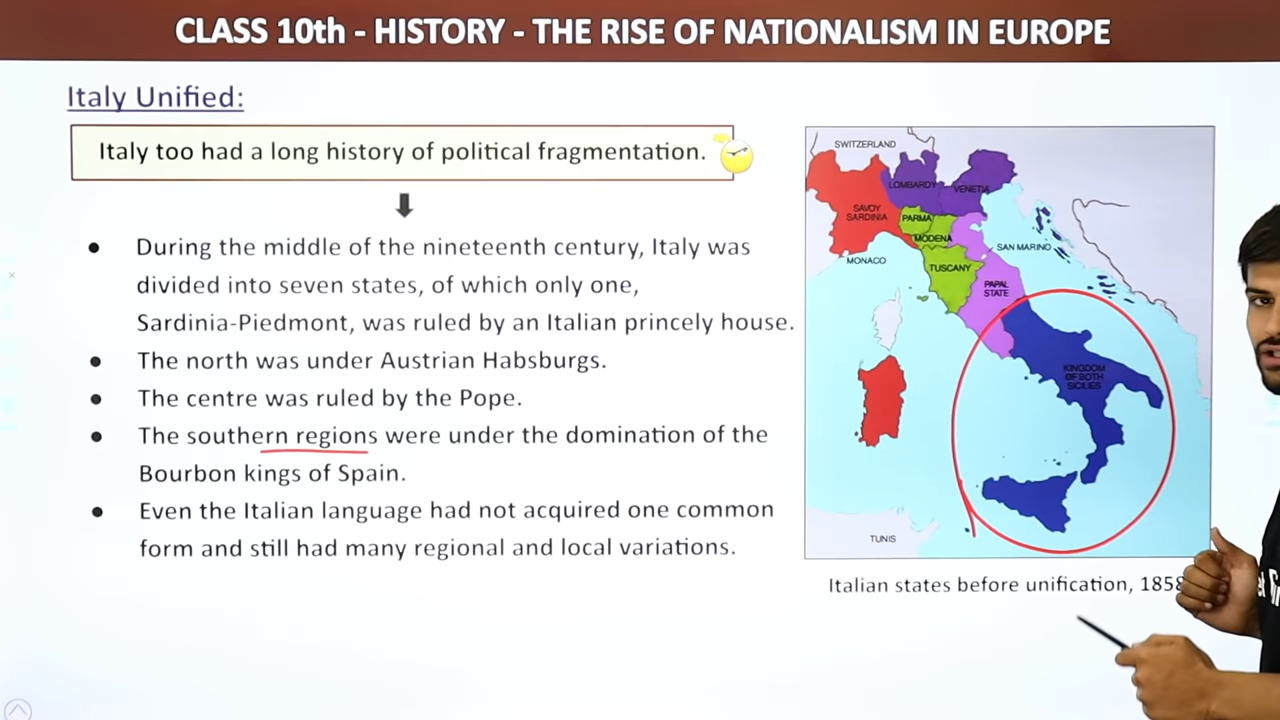 CLASS 10th - HISTORY - THE RISE OF NATIONALISM IN EUROPE
Italy Unified:
Italy too had a long history of political fragmentation.
● During the middle of the nineteenth century, Italy was
divided into seven states, of which only one,
Sardinia-Piedmont, was ruled by an Italian princely house.
● The north was under Austrian Habsburgs.
● The centre was ruled by the Pope.
● The southern regions were under the domination of the
Bourbon kings of Spain.
● Even the Italian language had not acquired one common
form and still had many regional and local variations.
SWITZERLAND
LOMBARDY
VENETIA
SAVOY
SARDINIA
PARMA
MODENA
SAN MARINO
MONACO
TUSCANY
PAPAL
STATE
KINGDOM
OF BOTH
SICILIES
TUNIS
Italian states before unification, 1858